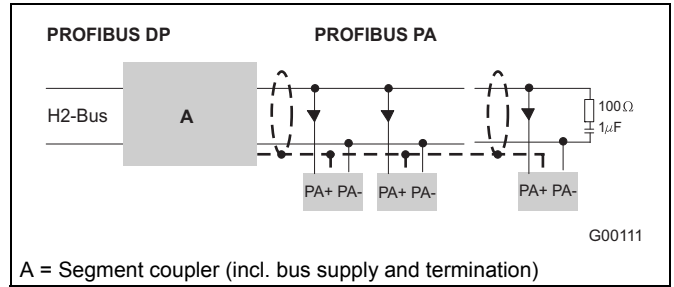 PROFIBUS DP PROFIBUS PA
H2-Bus A 100 Ω
1µF
PA+ PA- PA+ PA- PA+ PA-
G00111
A = Segment coupler (incl. bus supply and termination)